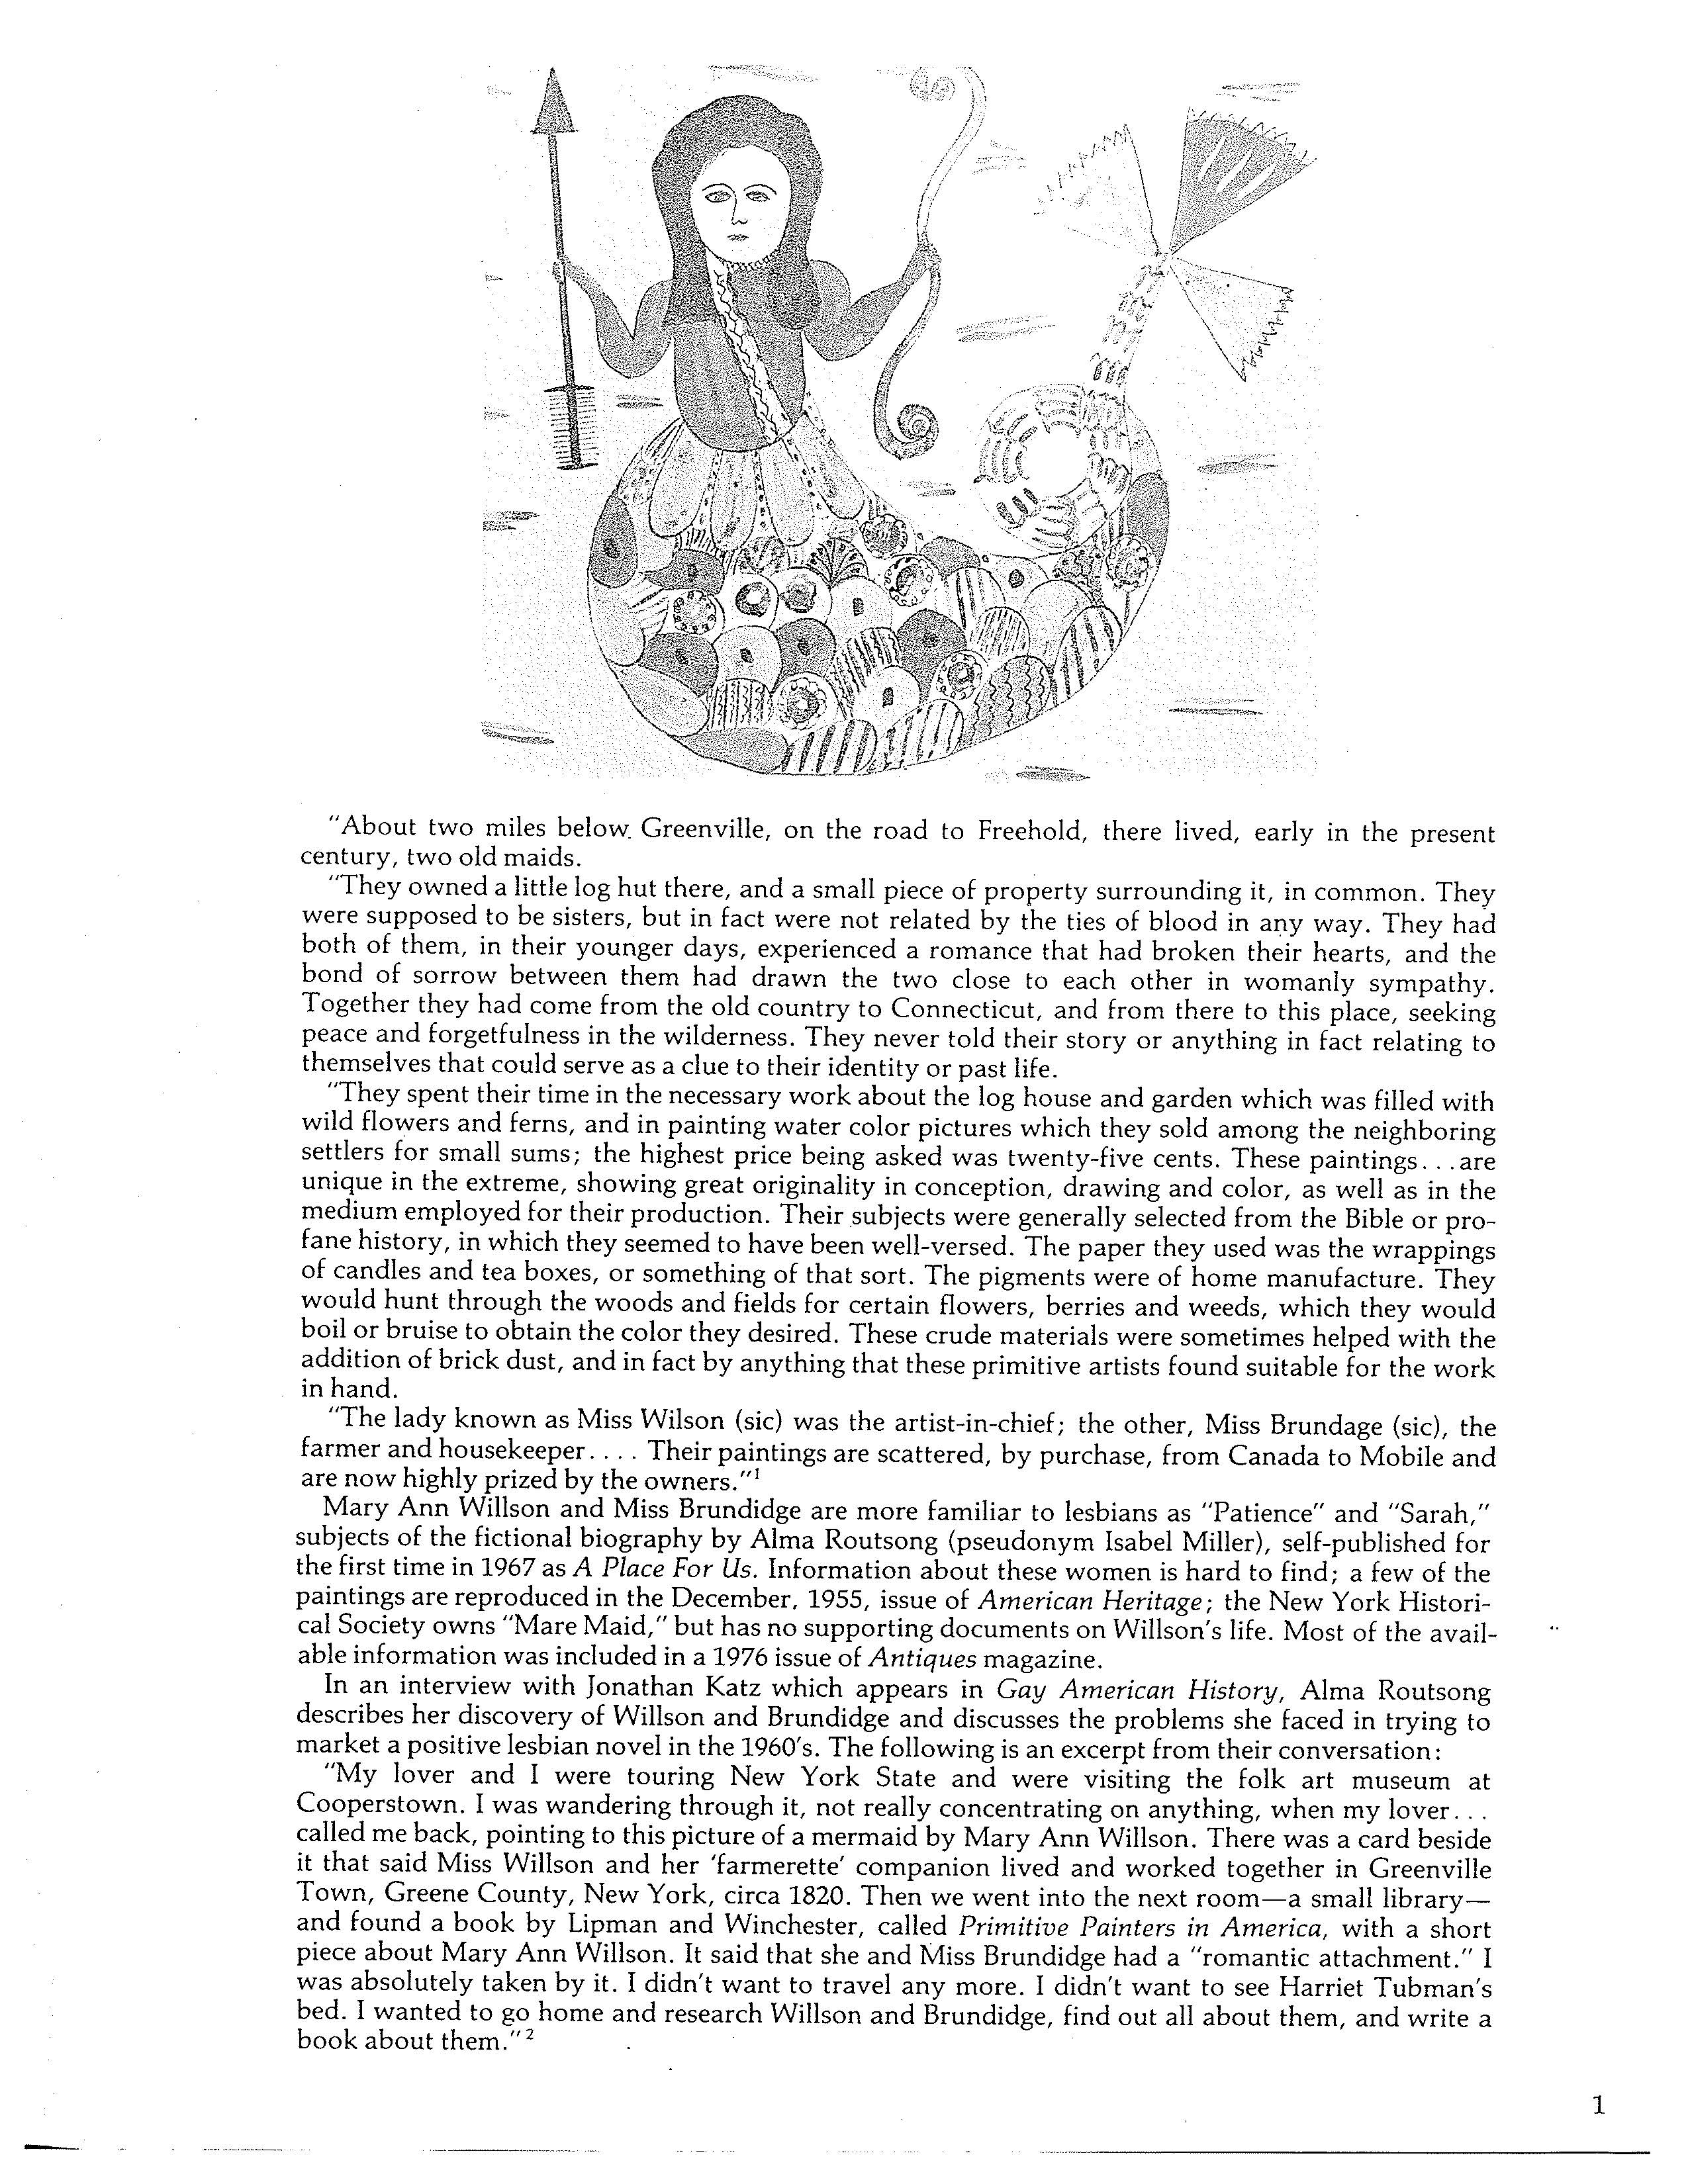 "About two miles below Greenville, on the road to Freehold, there lived, early in the present
century, two old maids.
"They owned a little log hut there, and a small piece of property surrounding it, in common. They
were supposed to be sisters, but in fact were not related by the ties of blood in any way. They had
both of them, in their younger days, experienced a romance that had broken their hearts, and the
bond of sorrow between them had drawn the two close to each other in womanly sympathy.
Together they had come from the old country to Connecticut, and from there to this place, seeking
peace and forgetfulness in the wilderness. They never told their story or anything in fact relating to
themselves that could serve as a clue to their identity or past life.
"They spent their time in the necessary work about the log house and garden which was filled with
wild flowers and ferns, and in painting water color pictures which they sold among the neighboring
settlers for small sums; the highest price being asked was twenty-five cents. These paintings...are
unique in the extreme, showing great originality in conception, drawing and color, as well as in the
medium employed for their production. Their subjects were generally selected from the Bible or pro-
fane history, in which they seemed to have been well-versed. The paper they used was the wrappings
of candles and tea boxes, or something of that sort. The pigments were of home manufacture. They
would hunt through the woods and fields for certain flowers, berries and weeds, which they would
boil or bruise to obtain the color they desired. These crude materials were sometimes helped with the
addition of brick dust, and in fact by anything that these primitive artists found suitable for the work
in hand.
"The lady known as Miss Wilson (sic) was the artist-in-chief; the other, Miss Brundage (sic), the
farmer and housekeeper.... Their paintings are scattered, by purchase, from Canada to Mobile and
are now highly prized by the owners."¹
Mary Ann Willson and Miss Brundidge are more familiar to lesbians as "Patience" and "Sarah,"
subjects of the fictional biography by Alma Routsong (pseudonym Isabel Miller), self-published for
the first time in 1967 as A Place For Us. Information about these women is hard to find; a few of the
paintings are reproduced in the December, 1955, issue of American Heritage; the New York Histori-
cal Society owns "Mare Maid," but has no supporting documents on Willson's life. Most of the avail-
able information was included in a 1976 issue of Antiques magazine.
In an interview with Jonathan Katz which appears in Gay American History, Alma Routsong
describes her discovery of Willson and Brundidge and discusses the problems she faced in trying to
market a positive lesbian novel in the 1960's. The following is an excerpt from their conversation:
"My lover and I were touring New York State and were visiting the folk art museum at
Cooperstown. I was wandering through it, not really concentrating on anything, when my lover...
called me back, pointing to this picture of a mermaid by Mary Ann Willson. There was a card beside
it that said Miss Willson and her 'farmerette' companion lived and worked together in Greenville
Town, Greene County, New York, circa 1820. Then we went into the next room—a small library—
and found a book by Lipman and Winchester, called Primitive Painters in America, with a short
piece about Mary Ann Willson. It said that she and Miss Brundidge had a "romantic attachment." I
was absolutely taken by it. I didn't want to travel any more. I didn't want to see Harriet Tubman's
bed. I wanted to go home and research Willson and Brundidge, find out all about them, and write a
book about them."²
1